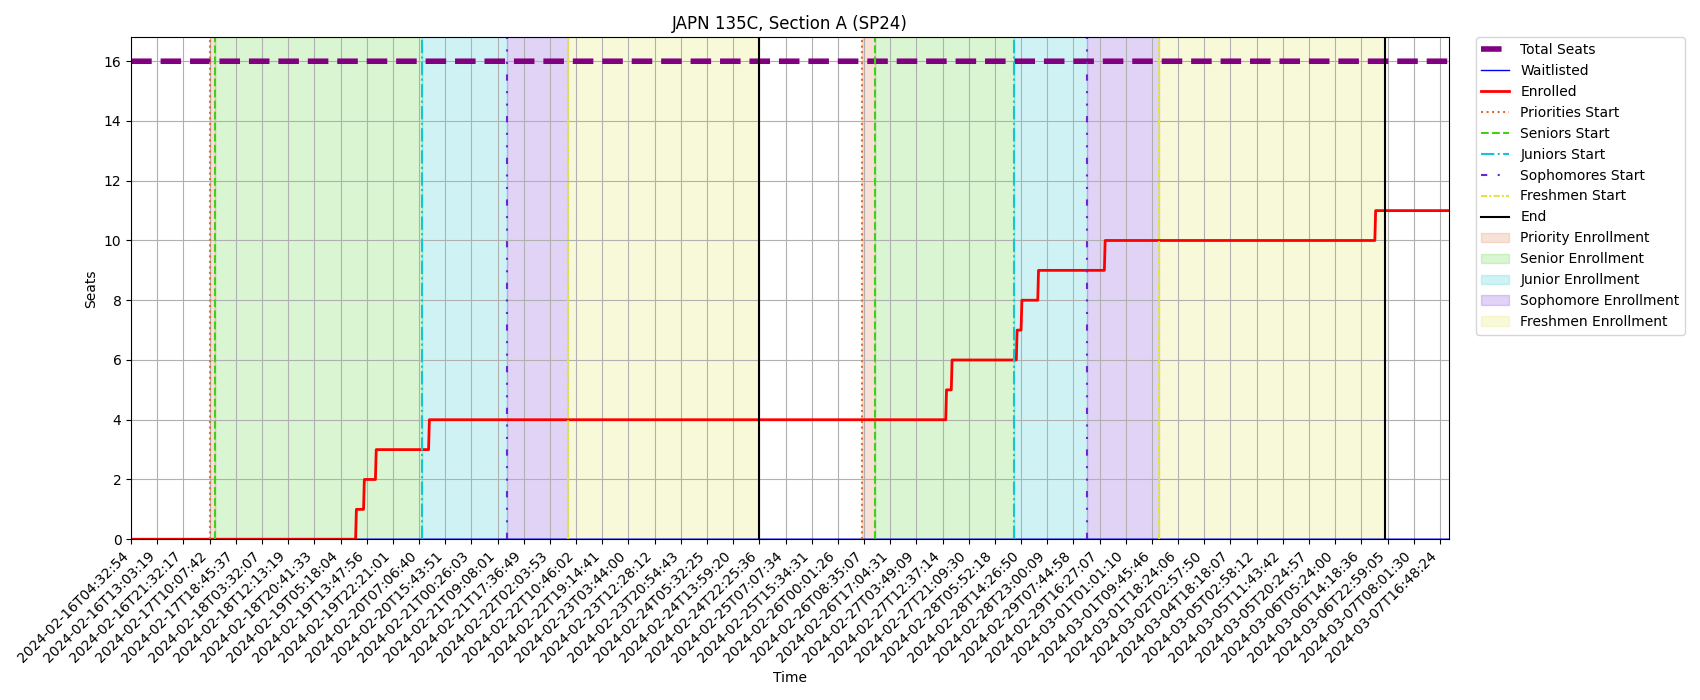 JAPN 135C, Section A (SP24)
Seats
16
14
12
10
8
6
4
2
0
2024-02-16T04:32:54
2024-02-16T13:03:19
2024-02-16T21:32:17
2024-02-17T10:07:42
2024-02-17T18:45:37
2024-02-18T03:32:07
2024-02-18T12:13:19
2024-02-18T20:41:33
2024-02-19T05:18:04
2024-02-19T13:47:56
2024-02-19T22:21:01
2024-02-20T07:06:40
2024-02-20T15:43:51
2024-02-21T00:26:03
2024-02-21T09:08:01
2024-02-21T17:36:49
2024-02-22T02:03:53
2024-02-22T10:46:02
2024-02-22T19:14:41
2024-02-23T03:44:00
2024-02-23T12:28:12
2024-02-23T20:54:43
2024-02-24T05:32:25
2024-02-24T13:59:20
2024-02-24T22:25:36
2024-02-25T07:07:34
2024-02-25T15:34:31
2024-02-26T00:01:26
2024-02-26T08:35:07
2024-02-26T17:04:31
2024-02-27T03:49:09
2024-02-27T12:37:14
2024-02-27T21:09:30
2024-02-28T05:52:18
2024-02-28T14:26:50
2024-02-28T23:00:09
2024-02-29T07:44:58
2024-02-29T16:27:07
2024-03-01T01:01:10
2024-03-01T09:45:46
2024-03-01T18:24:06
2024-03-02T02:57:50
2024-03-04T18:18:07
2024-03-05T02:58:12
2024-03-05T11:43:42
2024-03-05T20:24:57
2024-03-06T05:24:00
2024-03-06T14:18:36
2024-03-06T22:59:05
2024-03-07T08:01:30
2024-03-07T16:48:24
Time
Total Seats
Waitlisted
Enrolled
Priorities Start
Seniors Start
Juniors Start
Sophomores Start
Freshmen Start
End
Priority Enrollment
Senior Enrollment
Junior Enrollment
Sophomore Enrollment
Freshmen Enrollment